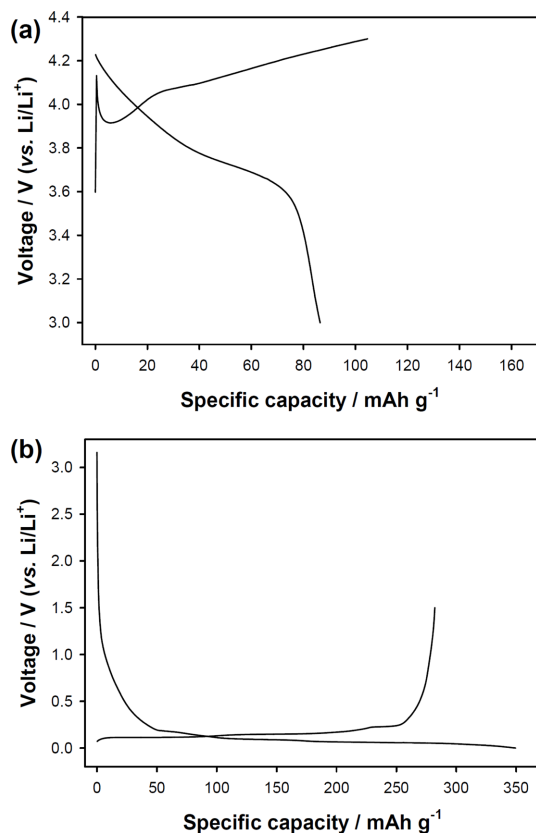 (a)
Voltage / V (vs. Li/Li⁺)
4.4
4.2
4.0
3.8
3.6
3.4
3.2
3.0
0 20 40 60 80 100 120 140 160
Specific capacity / mAh g⁻¹
(b)
Voltage / V (vs. Li/Li⁺)
3.0
2.5
2.0
1.5
1.0
0.5
0.0
0 50 100 150 200 250 300 350
Specific capacity / mAh g⁻¹